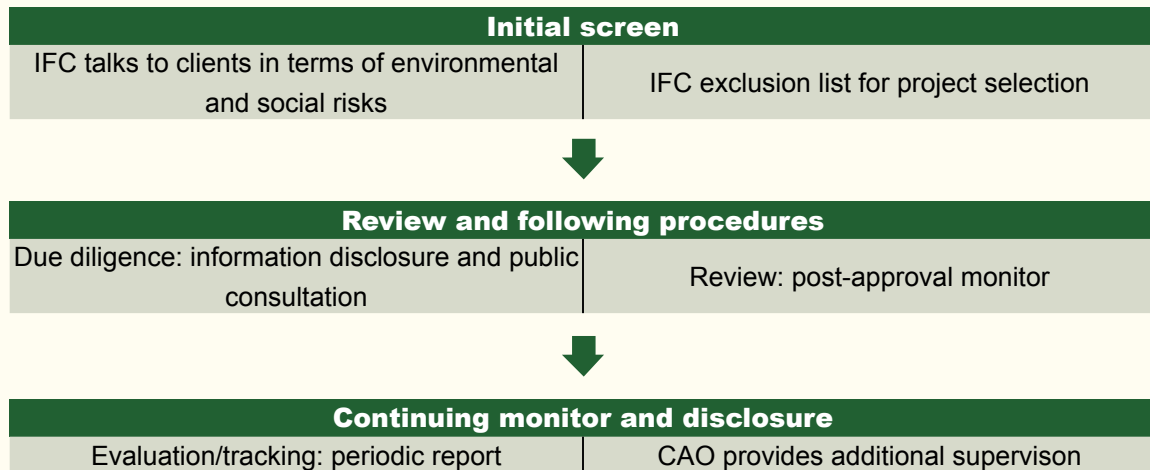 Initial screen
IFC talks to clients in terms of environmental
and social risks
IFC exclusion list for project selection
Review and following procedures
Due diligence: information disclosure and public
consultation
Review: post-approval monitor
Continuing monitor and disclosure
Evaluation/tracking: periodic report
CAO provides additional supervison